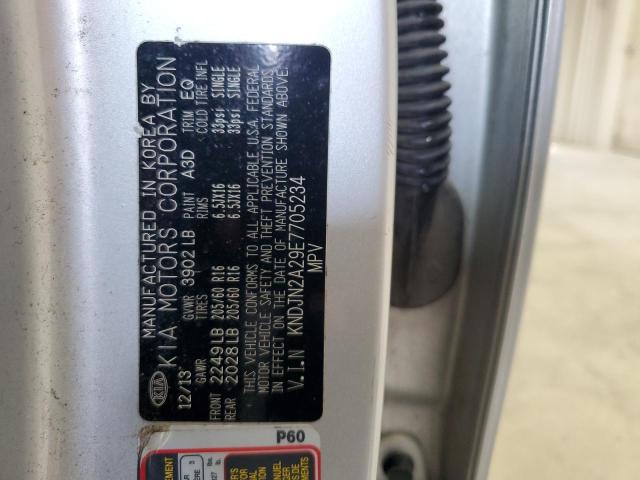 KIA
MANUFACTURED IN KOREA BY
KIA MOTORS CORPORATION
12/13 GVWR 3902 LB PAINT A3D TRIM EQ
GAWR TIRES RIMS COLD TIRE INFL
FRONT 2249LB 205/60 R16 6.5JX16 33psi SINGLE
REAR 2028LB 205/60 R16 6.5JX16 33psi SINGLE
THIS VEHICLE CONFORMS TO ALL APPLICABLE U.S.A. FEDERAL
MOTOR VEHICLE SAFETY AND THEFT PREVENTION STANDARDS
IN EFFECT ON THE DATE OF MANUFACTURE SHOWN ABOVE.
V.I.N KNDJN2A29E7705234
MPV
P60